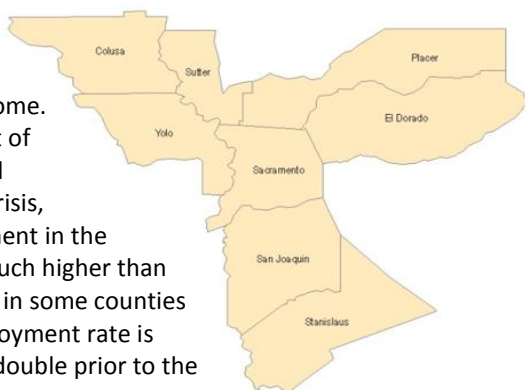 Colusa
Sutter
Placer
ome.
El Dorado
t of
Yolo
Sacramento
risis,
ment in the
uch higher than
San Joaquin
in some counties
oyment rate is
Stanislaus
double prior to the